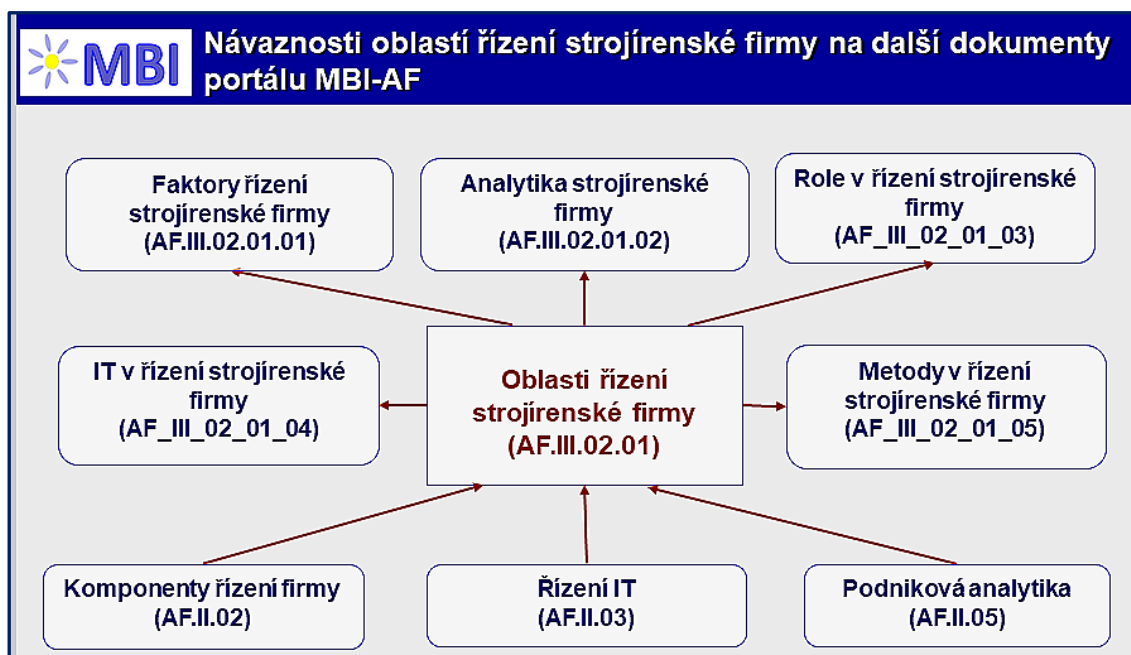 MBI
Návaznosti oblastí řízení strojírenské firmy na další dokumenty
portálu MBI-AF
Faktory řízení
strojírenské firmy
(AF.III.02.01.01)
Analytika strojírenské
firmy
(AF.III.02.01.02)
Role v řízení strojírenské
firmy
(AF_III_02_01_03)
IT v řízení strojírenské
firmy
(AF_III_02_01_04)
Oblasti řízení
strojírenské firmy
(AF.III.02.01)
Metody v řízení
strojírenské firmy
(AF_III_02_01_05)
Komponenty řízení firmy
(AF.II.02)
Řízení IT
(AF.II.03)
Podniková analytika
(AF.II.05)